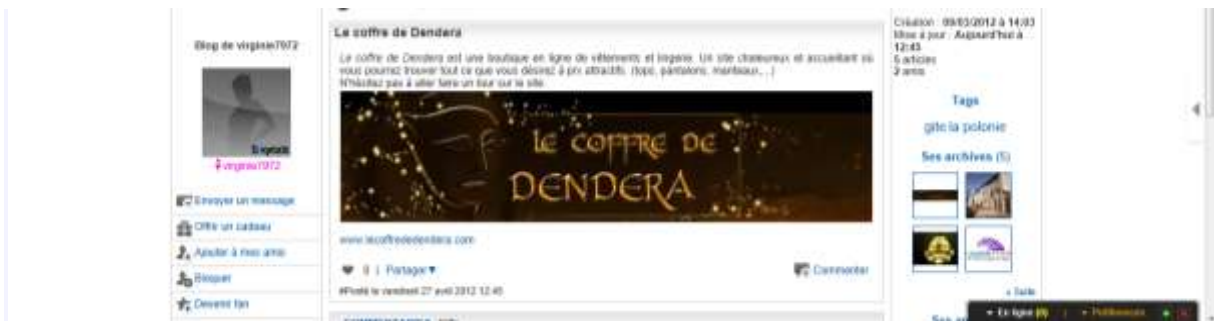 Blog de virginie7972
virginie7972
Envoyer un message
Offrir un cadeau
Ajouter à mes amis
Bloquer
Devenir fan
Le coffre de Dendera
Le coffre de Dendera est une boutique en ligne de vêtements et lingerie. Un site chaleureux et accueillant où
vous pourrez trouver tout ce que vous désirez à prix attractifs. (tops, pantalons, manteaux,...)
N'hésitez pas à aller faire un tour sur le site.
LE COFFRE DE
DENDERA
www.lecoffrededendera.com
0 | Partager ▼
Commenter
#Posté le vendredi 27 avril 2012 12:45
Création : 09/03/2012 à 14:03
Mise à jour : Aujourd'hui à
12:45
5 articles
2 amis
Tags
gite la polonie
Ses archives (5)
» Suite
En ligne (0)
Préférences